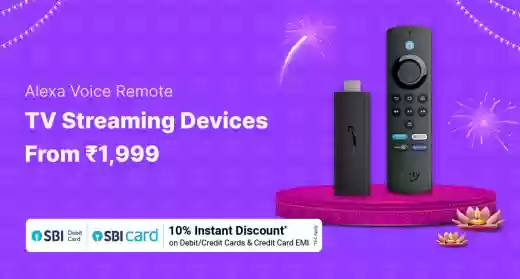 Alexa Voice Remote
TV Streaming Devices
From ₹1,999
SBI Debit Card
SBI card
10% Instant Discount*
on Debit/Credit Cards & Credit Card EMI
*T&C Apply